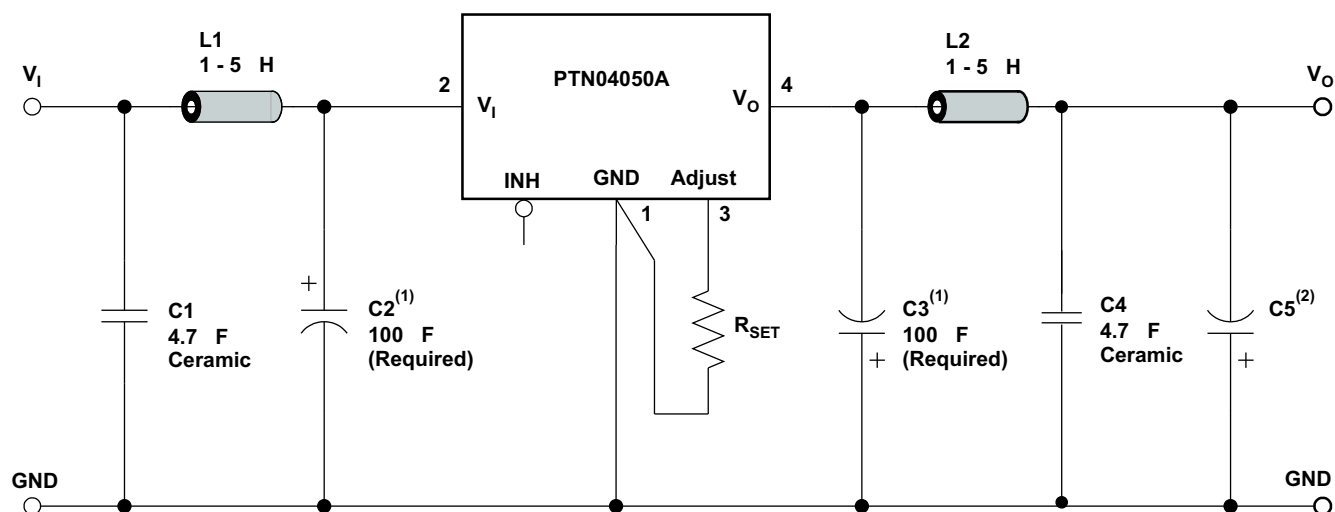 L1
1 - 5 H
V_I
2
PTN04050A
V_I
V_O
4
L2
1 - 5 H
V_O
INH
GND
Adjust
1
3
+
C1
4.7 F
Ceramic
C2(1)
100 F
(Required)
R_SET
C3(1)
100 F
(Required)
+
C4
4.7 F
Ceramic
C5(2)
+
GND
GND